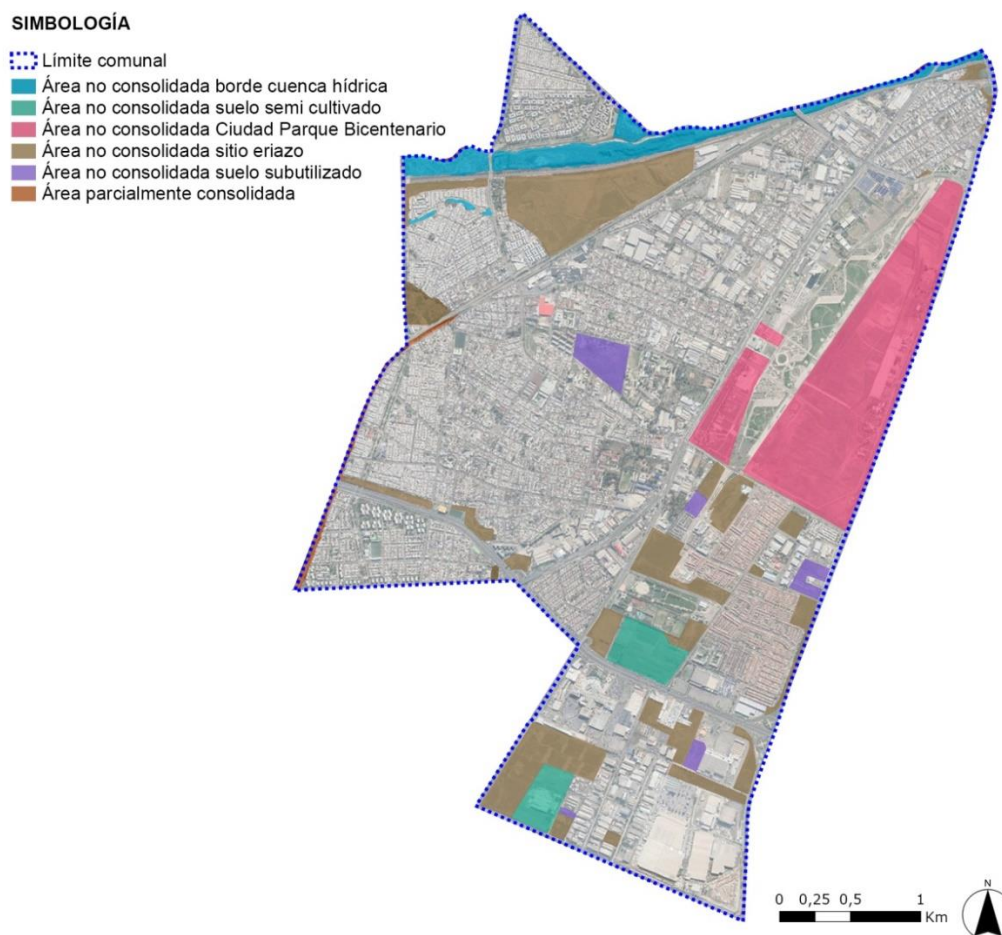 SIMBOLOGÍA
Límite comunal
Área no consolidada borde cuenca hídrica
Área no consolidada suelo semi cultivado
Área no consolidada Ciudad Parque Bicentenario
Área no consolidada sitio eriazo
Área no consolidada suelo subutilizado
Área parcialmente consolidada
N
0 0,25 0,5 1
Km